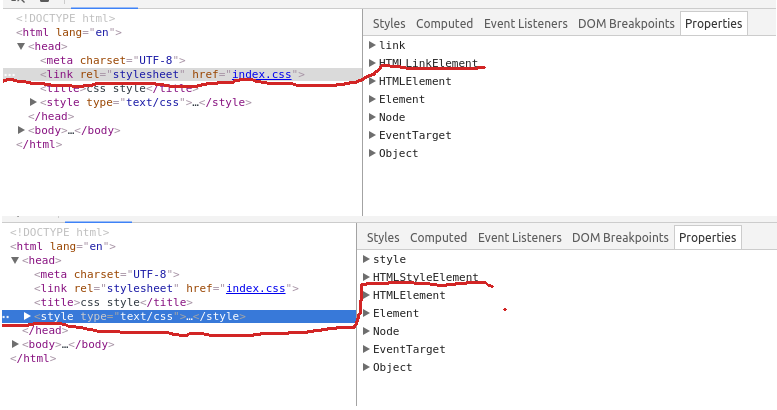 <!DOCTYPE html>
<html lang="en">
<head>
<meta charset="UTF-8">
<link rel="stylesheet" href="index.css">
<title>css style</title>
<style type="text/css">…</style>
</head>
<body>…</body>
</html>
Styles Computed Event Listeners DOM Breakpoints Properties
link
HTMLLinkElement
HTMLElement
Element
Node
EventTarget
Object
<!DOCTYPE html>
<html lang="en">
<head>
<meta charset="UTF-8">
<link rel="stylesheet" href="index.css">
<title>css style</title>
<style type="text/css">…</style>
</head>
<body>…</body>
</html>
Styles Computed Event Listeners DOM Breakpoints Properties
style
HTMLStyleElement
HTMLElement
Element
Node
EventTarget
Object